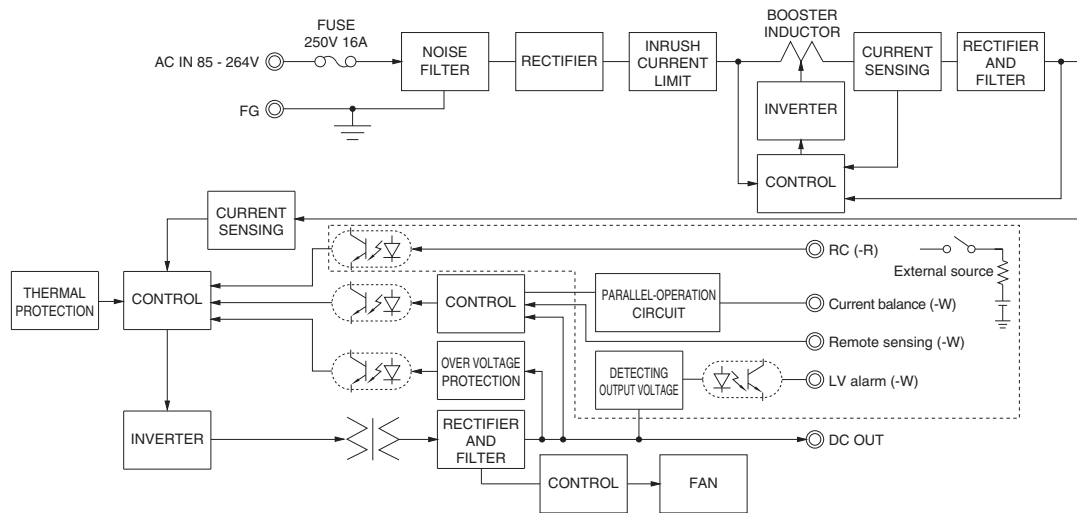 FUSE
250V 16A
AC IN 85 - 264V
FG
NOISE
FILTER
RECTIFIER
INRUSH
CURRENT
LIMIT
BOOSTER
INDUCTOR
CURRENT
SENSING
RECTIFIER
AND
FILTER
INVERTER
CONTROL
CURRENT
SENSING
RC (-R)
External source
THERMAL
PROTECTION
CONTROL
CONTROL
PARALLEL-OPERATION
CIRCUIT
Current balance (-W)
Remote sensing (-W)
OVER VOLTAGE
PROTECTION
DETECTING
OUTPUT VOLTAGE
LV alarm (-W)
INVERTER
RECTIFIER
AND
FILTER
DC OUT
CONTROL
FAN